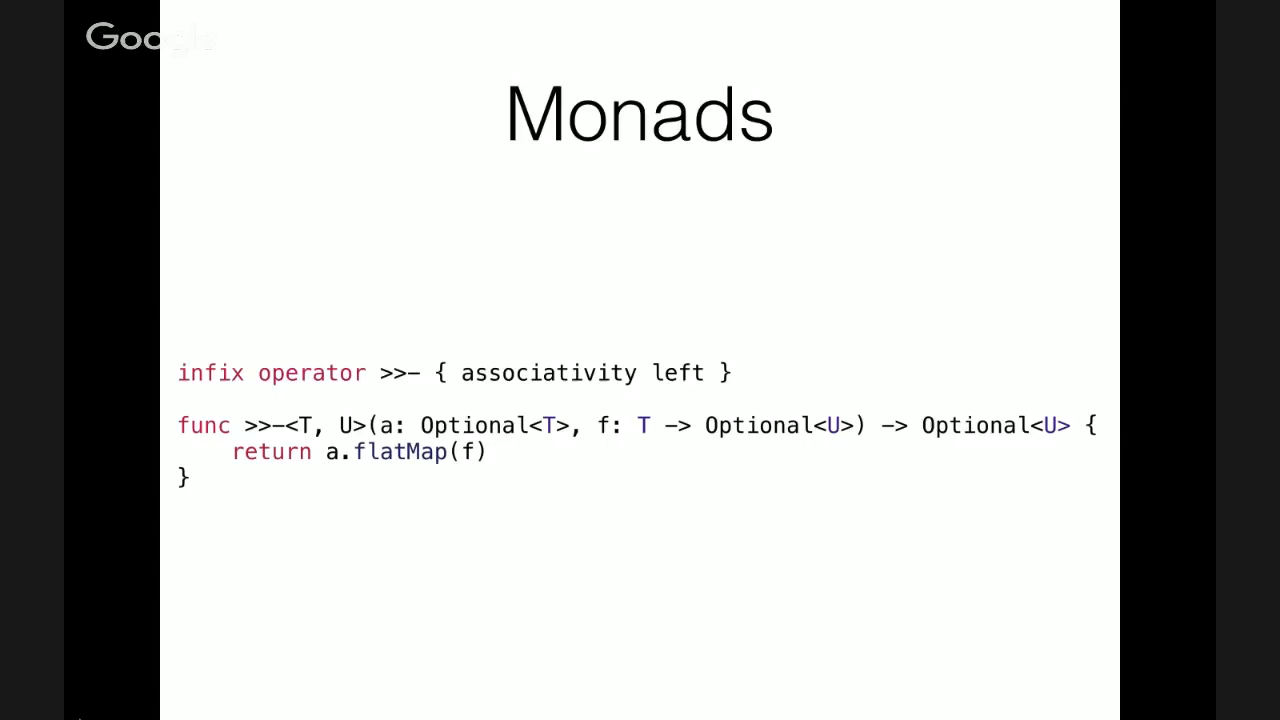 Google
Monads
infix operator >>- { associativity left }
func >>-<T, U>(a: Optional<T>, f: T -> Optional<U>) -> Optional<U> {
return a.flatMap(f)
}